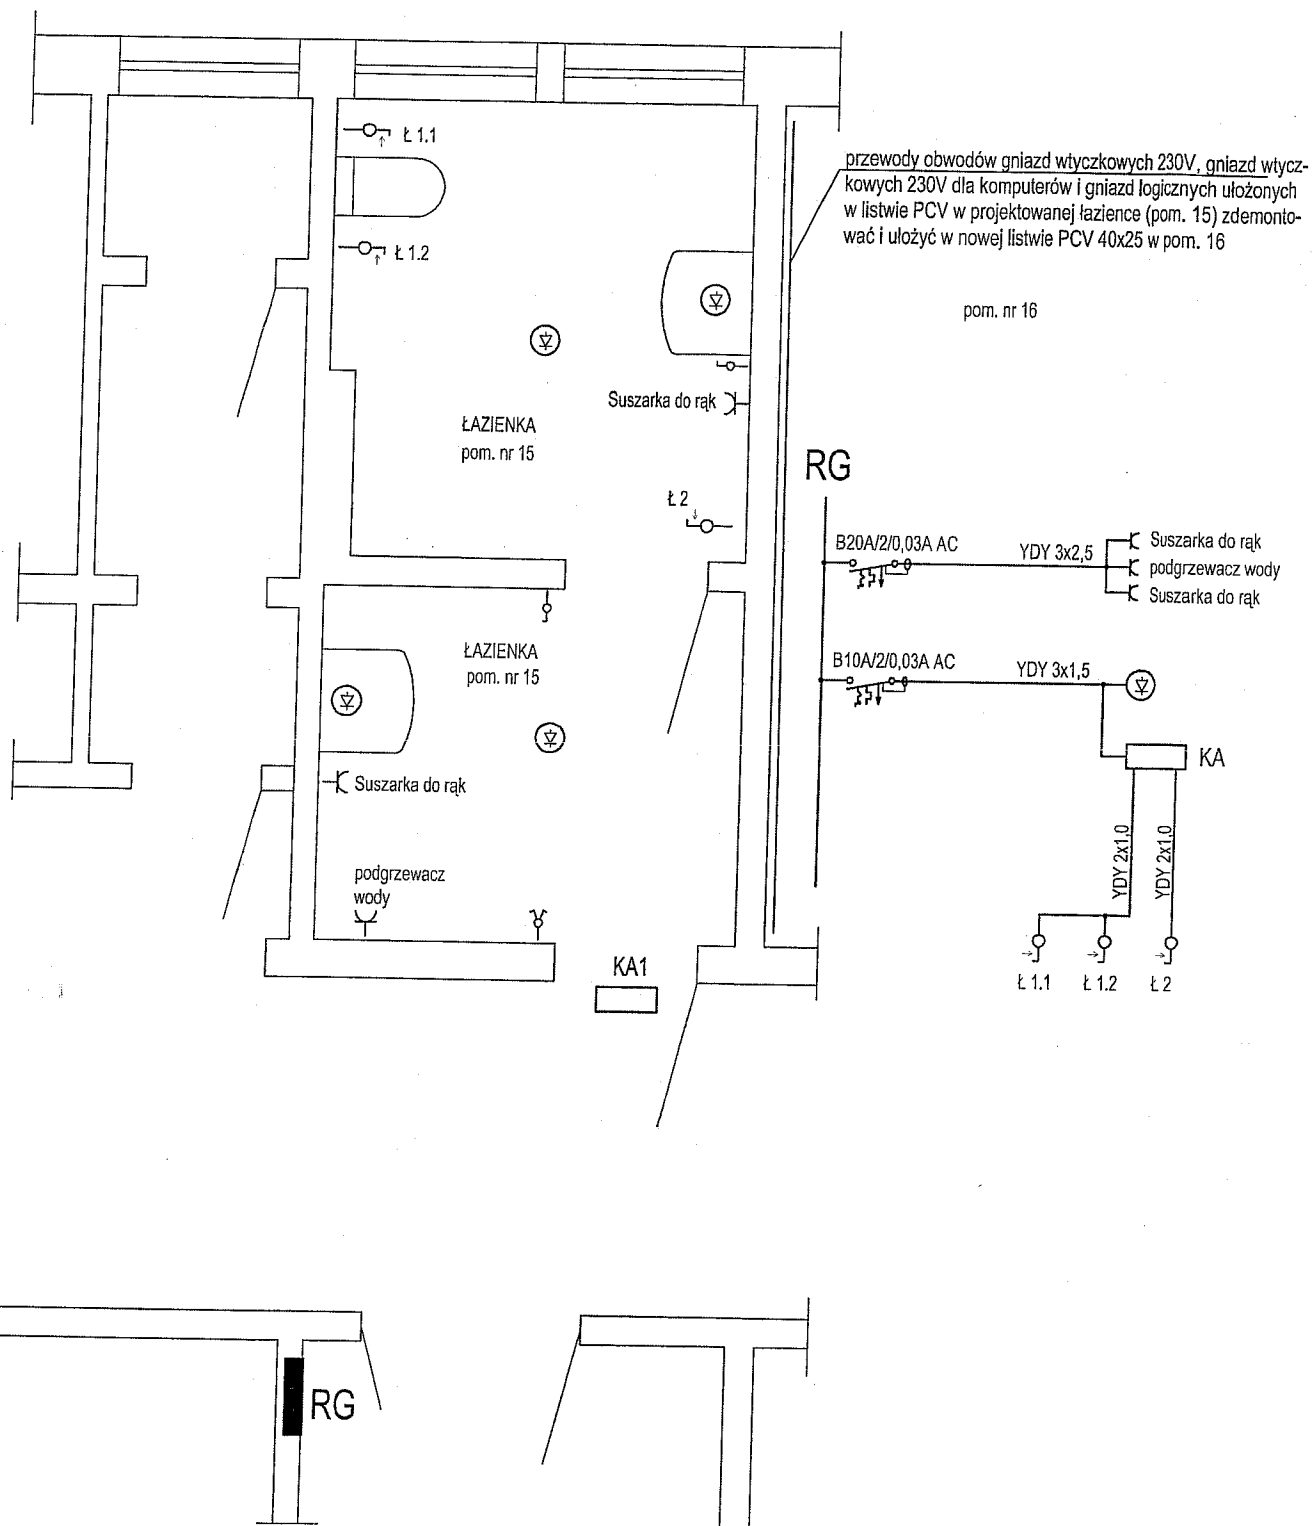 Ł 1.1
przewody obwodów gniazd wtyczkowych 230V, gniazd wtycz-
kowych 230V dla komputerów i gniazd logicznych ułożonych
w listwie PCV w projektowanej łazience (pom. 15) zdemonto-
wać i ułożyć w nowej listwie PCV 40x25 w pom. 16
Ł 1.2
pom. nr 16
Suszarka do rąk
ŁAZIENKA
pom. nr 15
RG
Ł 2
B20A/2/0,03A AC
YDY 3x2,5
Suszarka do rąk
podgrzewacz wody
Suszarka do rąk
ŁAZIENKA
pom. nr 15
B10A/2/0,03A AC
YDY 3x1,5
KA
Suszarka do rąk
YDY 2x1,0
YDY 2x1,0
podgrzewacz
wody
KA1
Ł 1.1
Ł 1.2
Ł 2
RG